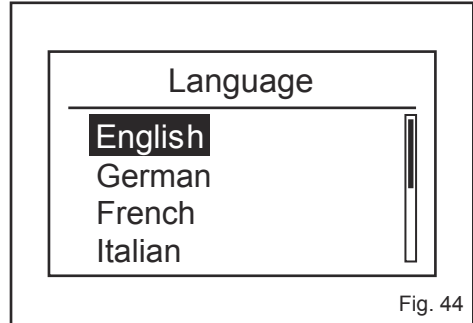 Language
English
German
French
Italian
Fig. 44